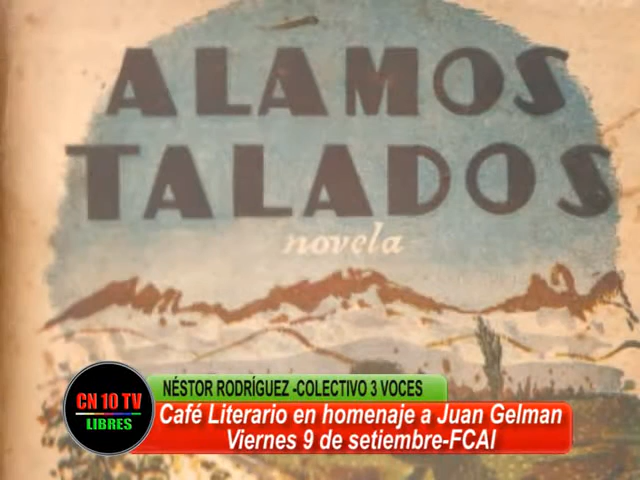 ALAMOS
TALADOS
novela
NÉSTOR RODRÍGUEZ -COLECTIVO 3 VOCES
CN 10 TV
LIBRES
Café Literario en homenaje a Juan Gelman
Viernes 9 de setiembre-FCAI